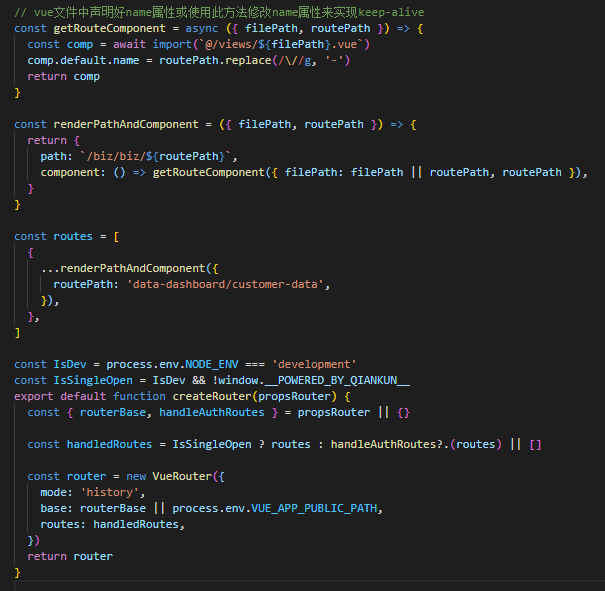 // vue文件中声明好name属性或使用此方法修改name属性来实现keep-alive
const getRouteComponent = async ({ filePath, routePath }) => {
  const comp = await import(`@/views/${filePath}.vue`)
  comp.default.name = routePath.replace(/\//g, '-')
  return comp
}

const renderPathAndComponent = ({ filePath, routePath }) => {
  return {
    path: `/biz/biz/${routePath}`,
    component: () => getRouteComponent({ filePath: filePath || routePath, routePath }),
  }
}

const routes = [
  {
    ...renderPathAndComponent({
      routePath: 'data-dashboard/customer-data',
    }),
  },
]

const IsDev = process.env.NODE_ENV === 'development'
const IsSingleOpen = IsDev && !window.__POWERED_BY_QIANKUN__
export default function createRouter(propsRouter) {
  const { routerBase, handleAuthRoutes } = propsRouter || {}

  const handledRoutes = IsSingleOpen ? routes : handleAuthRoutes?.(routes) || []

  const router = new VueRouter({
    mode: 'history',
    base: routerBase || process.env.VUE_APP_PUBLIC_PATH,
    routes: handledRoutes,
  })
  return router
}